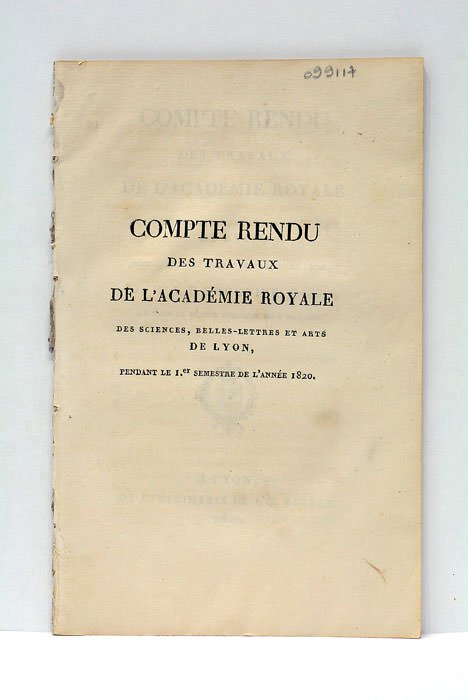 099117
COMPTE RENDU
DES TRAVAUX
DE L'ACADÉMIE ROYALE
DES SCIENCES, BELLES-LETTRES ET ARTS
DE LYON,
PENDANT LE 1.er SEMESTRE DE L'ANNÉE 1820.